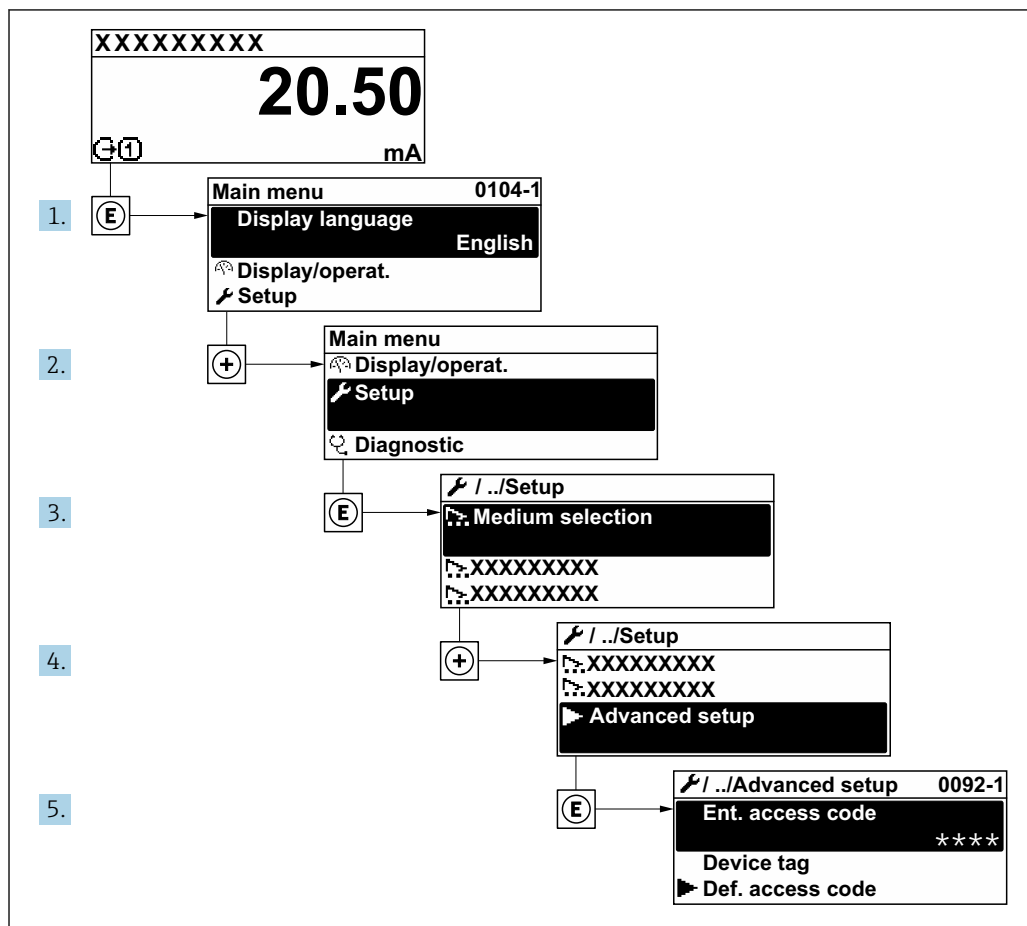 XXXXXXXXX
20.50
1 mA
1. E Main menu 0104-1
Display language
English
Display/operat.
Setup
2. + Main menu
Display/operat.
Setup
Diagnostic
3. E / ../Setup
Medium selection
XXXXXXXXX
XXXXXXXXX
4. + / ../Setup
XXXXXXXXX
XXXXXXXXX
Advanced setup
5. E / ../Advanced setup 0092-1
Ent. access code
****
Device tag
Def. access code